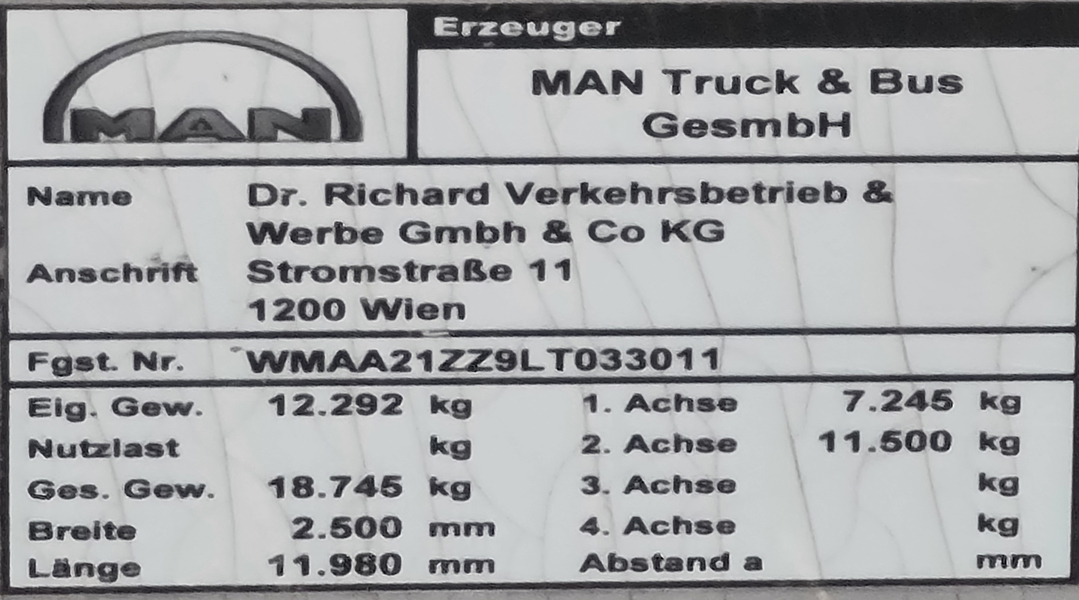 MAN
Erzeuger
MAN Truck & Bus
GesmbH
Name Dr. Richard Verkehrsbetrieb &
Werbe Gmbh & Co KG
Anschrift Stromstraße 11
1200 Wien
Fgst. Nr. WMAA21ZZ9LT033011
Eig. Gew. 12.292 kg 1. Achse 7.245 kg
Nutzlast kg 2. Achse 11.500 kg
Ges. Gew. 18.745 kg 3. Achse kg
Breite 2.500 mm 4. Achse kg
Länge 11.980 mm Abstand a mm